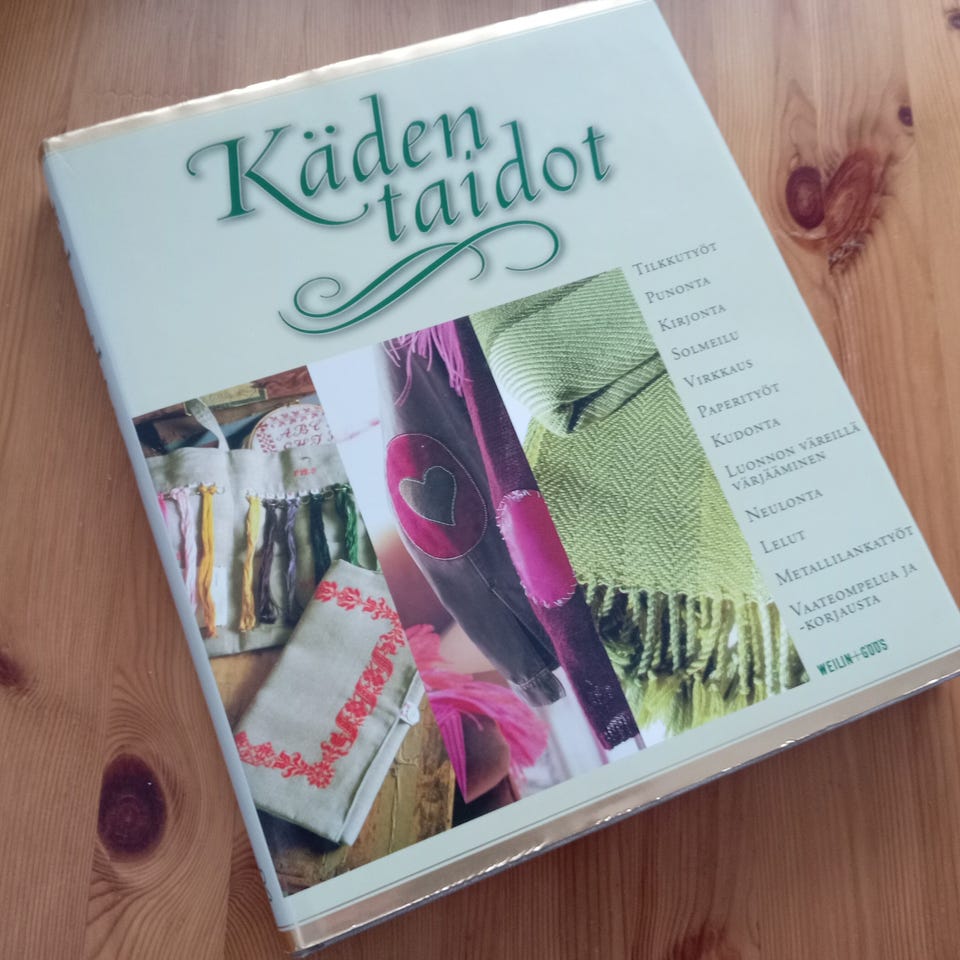 Käden
taidot
Tilkkutyöt
Punonta
Kirjonta
Solmeilu
Virkkaus
Paperityöt
Kudonta
Luonnon väreillä
värjääminen
Neulonta
Lelut
Metallilankatyöt
Vaateompelua ja
-korjausta
WEILIN+GÖÖS
ABC